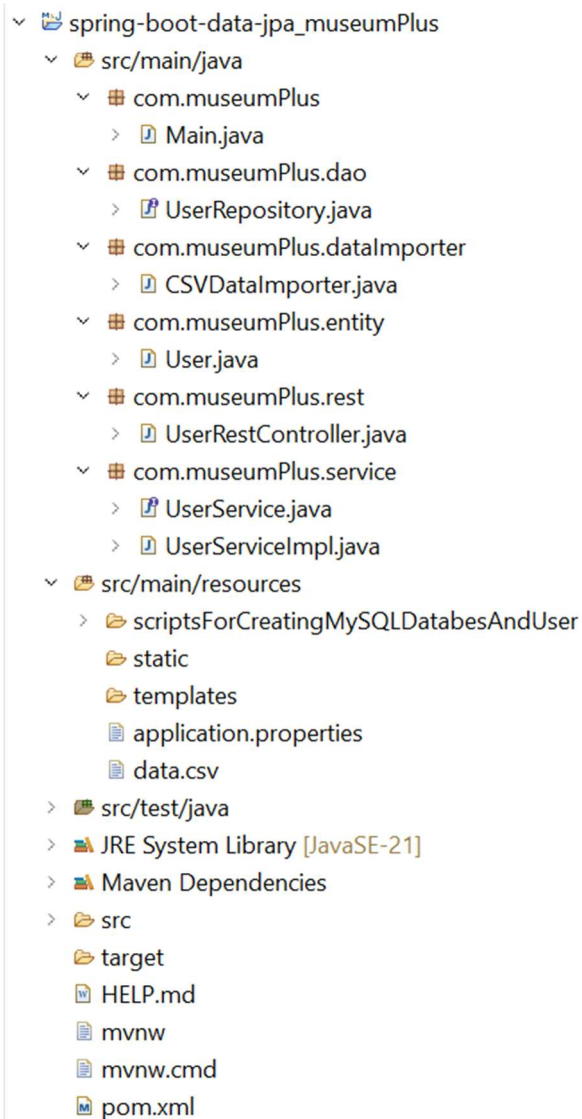 spring-boot-data-jpa_museumPlus
src/main/java
com.museumPlus
Main.java
com.museumPlus.dao
UserRepository.java
com.museumPlus.dataImporter
CSVDataImporter.java
com.museumPlus.entity
User.java
com.museumPlus.rest
UserRestController.java
com.museumPlus.service
UserService.java
UserServiceImpl.java
src/main/resources
scriptsForCreatingMySQLDatabesAndUser
static
templates
application.properties
data.csv
src/test/java
JRE System Library [JavaSE-21]
Maven Dependencies
src
target
HELP.md
mvnw
mvnw.cmd
pom.xml